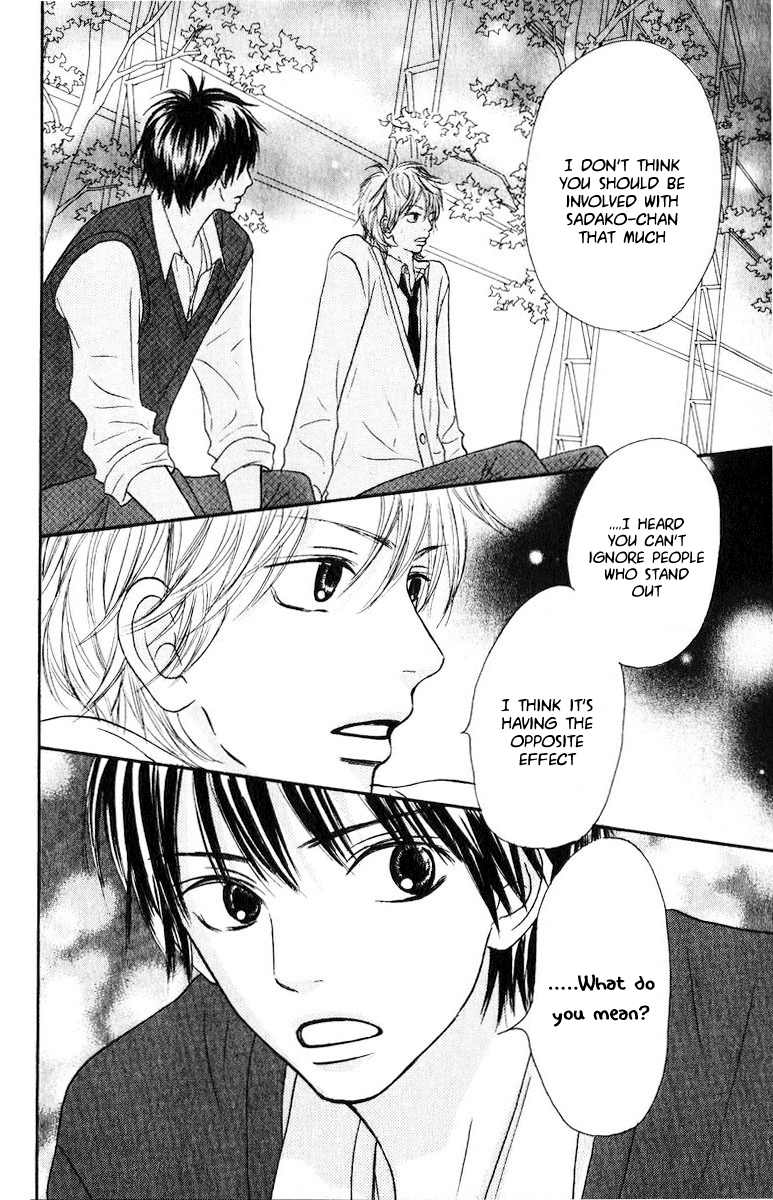 I DON'T THINK
YOU SHOULD BE
INVOLVED WITH
SADAKO-CHAN
THAT MUCH
....I HEARD
YOU CAN'T
IGNORE PEOPLE
WHO STAND
OUT
I THINK IT'S
HAVING THE
OPPOSITE
EFFECT
.....What do
you mean?